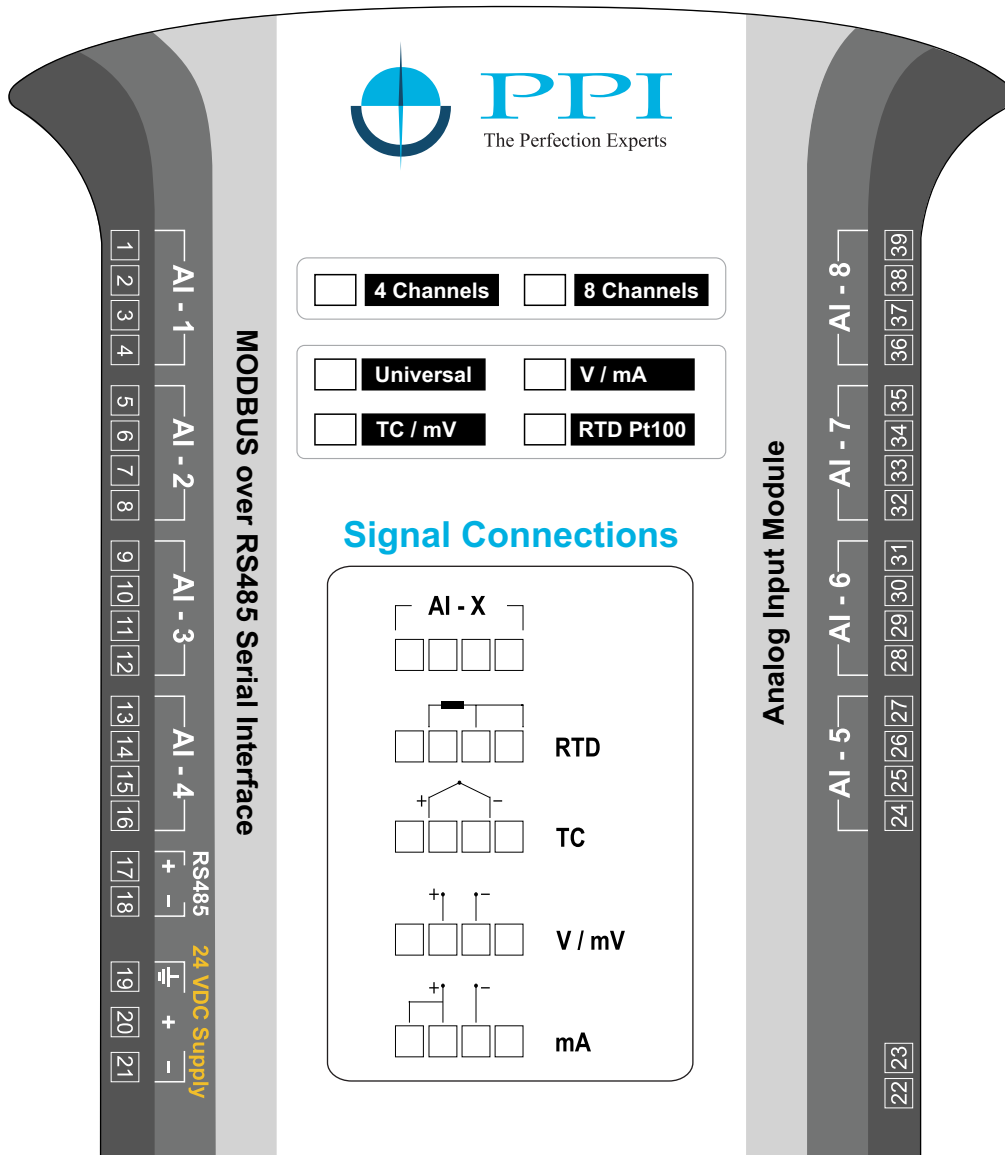 PPI
The Perfection Experts
4 Channels
8 Channels
Universal
V / mA
TC / mV
RTD Pt100
Signal Connections
AI - X
RTD
+
−
TC
+
−
V / mV
+
−
mA
1
2
3
4
AI - 1
5
6
7
8
AI - 2
9
10
11
12
AI - 3
13
14
15
16
AI - 4
17
18
+
-
RS485
19
20
21
+
-
24 VDC Supply
MODBUS over RS485 Serial Interface
Analog Input Module
AI - 8
39
38
37
36
AI - 7
35
34
33
32
AI - 6
31
30
29
28
AI - 5
27
26
25
24
23
22